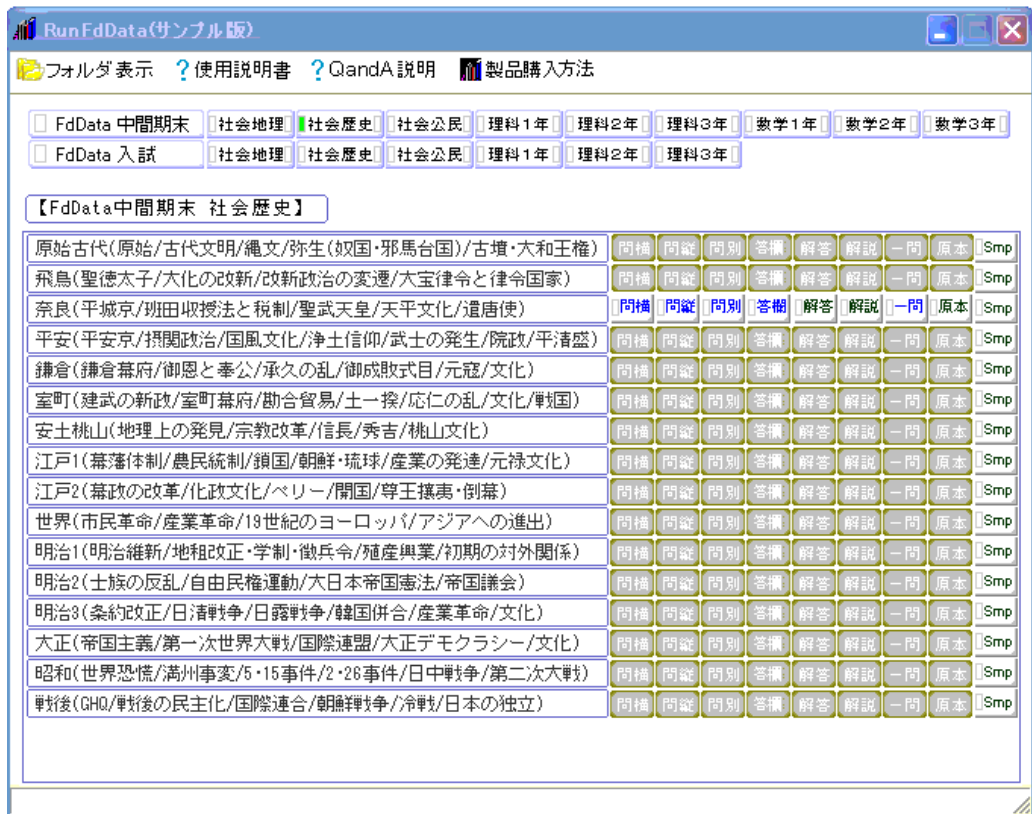 RunFdData(サンプル版)
フォルダ表示 ?使用説明書 ?QandA説明 製品購入方法
FdData 中間期末 社会地理 社会歴史 社会公民 理科1年 理科2年 理科3年 数学1年 数学2年 数学3年
FdData 入試 社会地理 社会歴史 社会公民 理科1年 理科2年 理科3年
【FdData中間期末 社会歴史】
原始古代(原始/古代文明/縄文/弥生(奴国・邪馬台国)/古墳・大和王権) 問横 問縦 問別 答欄 解答 解説 一問 原本 Smp
飛鳥(聖徳太子/大化の改新/改新政治の変遷/大宝律令と律令国家) 問横 問縦 問別 答欄 解答 解説 一問 原本 Smp
奈良(平城京/班田収授法と税制/聖武天皇/天平文化/遣唐使) 問横 問縦 問別 答欄 解答 解説 一問 原本 Smp
平安(平安京/摂関政治/国風文化/浄土信仰/武士の発生/院政/平清盛) 問横 問縦 問別 答欄 解答 解説 一問 原本 Smp
鎌倉(鎌倉幕府/御恩と奉公/承久の乱/御成敗式目/元寇/文化) 問横 問縦 問別 答欄 解答 解説 一問 原本 Smp
室町(建武の新政/室町幕府/勘合貿易/土一揆/応仁の乱/文化/戦国) 問横 問縦 問別 答欄 解答 解説 一問 原本 Smp
安土桃山(地理上の発見/宗教改革/信長/秀吉/桃山文化) 問横 問縦 問別 答欄 解答 解説 一問 原本 Smp
江戸1(幕藩体制/農民統制/鎖国/朝鮮・琉球/産業の発達/元禄文化) 問横 問縦 問別 答欄 解答 解説 一問 原本 Smp
江戸2(幕政の改革/化政文化/ペリー/開国/尊王攘夷・倒幕) 問横 問縦 問別 答欄 解答 解説 一問 原本 Smp
世界(市民革命/産業革命/19世紀のヨーロッパ/アジアへの進出) 問横 問縦 問別 答欄 解答 解説 一問 原本 Smp
明治1(明治維新/地租改正・学制・徴兵令/殖産興業/初期の対外関係) 問横 問縦 問別 答欄 解答 解説 一問 原本 Smp
明治2(士族の反乱/自由民権運動/大日本帝国憲法/帝国議会) 問横 問縦 問別 答欄 解答 解説 一問 原本 Smp
明治3(条約改正/日清戦争/日露戦争/韓国併合/産業革命/文化) 問横 問縦 問別 答欄 解答 解説 一問 原本 Smp
大正(帝国主義/第一次世界大戦/国際連盟/大正デモクラシー/文化) 問横 問縦 問別 答欄 解答 解説 一問 原本 Smp
昭和(世界恐慌/満州事変/5・15事件/2・26事件/日中戦争/第二次大戦) 問横 問縦 問別 答欄 解答 解説 一問 原本 Smp
戦後(GHQ/戦後の民主化/国際連合/朝鮮戦争/冷戦/日本の独立) 問横 問縦 問別 答欄 解答 解説 一問 原本 Smp